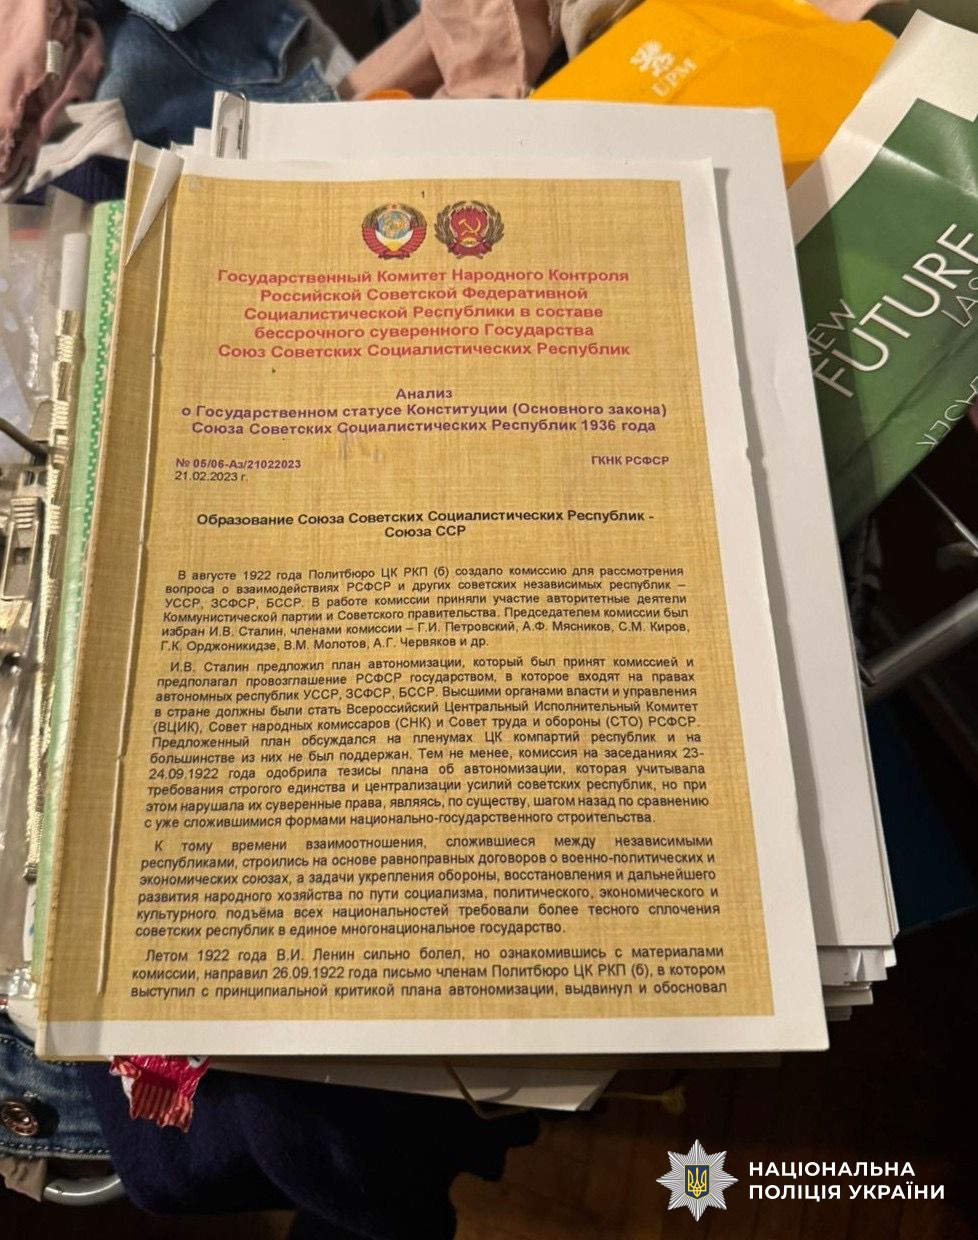 UPM
NEW
FUTURE
LAS
1
Государственный Комитет Народного Контроля
Российской Советской Федеративной
Социалистической Республики в составе
бессрочного суверенного Государства
Союз Советских Социалистических Республик
Анализ
о Государственном статусе Конституции (Основного закона)
Союза Советских Социалистических Республик 1936 года
№ 05/06-Аз/21022023 ГКНК РСФСР
21.02.2023 г.
Образование Союза Советских Социалистических Республик -
Союза ССР
В августе 1922 года Политбюро ЦК РКП (б) создало комиссию для рассмотрения
вопроса о взаимодействиях РСФСР и других советских независимых республик –
УССР, ЗСФСР, БССР. В работе комиссии приняли участие авторитетные деятели
Коммунистической партии и Советского правительства. Председателем комиссии был
избран И.В. Сталин, членами комиссии – Г.И. Петровский, А.Ф. Мясников, С.М. Киров,
Г.К. Орджоникидзе, В.М. Молотов, А.Г. Червяков и др.
И.В. Сталин предложил план автономизации, который был принят комиссией и
предполагал провозглашение РСФСР государством, в которое входят на правах
автономных республик УССР, ЗСФСР, БССР. Высшими органами власти и управления
в стране должны были стать Всероссийский Центральный Исполнительный Комитет
(ВЦИК), Совет народных комиссаров (СНК) и Совет труда и обороны (СТО) РСФСР.
Предложенный план обсуждался на пленумах ЦК компартий республик и на
большинстве из них не был поддержан. Тем не менее, комиссия на заседаниях 23-
24.09.1922 года одобрила тезисы плана об автономизации, которая учитывала
требования строгого единства и централизации усилий советских республик, но при
этом нарушала их суверенные права, являясь, по существу, шагом назад по сравнению
с уже сложившимися формами национально-государственного строительства.
К тому времени взаимоотношения, сложившиеся между независимыми
республиками, строились на основе равноправных договоров о военно-политических и
экономических союзах, а задачи укрепления обороны, восстановления и дальнейшего
развития народного хозяйства по пути социализма, политического, экономического и
культурного подъёма всех национальностей требовали более тесного сплочения
советских республик в единое многонациональное государство.
Летом 1922 года В.И. Ленин сильно болел, но ознакомившись с материалами
комиссии, направил 26.09.1922 года письмо членам Политбюро ЦК РКП (б), в котором
выступил с принципиальной критикой плана автономизации, выдвинул и обосновал
НАЦІОНАЛЬНА
ПОЛІЦІЯ УКРАЇНИ